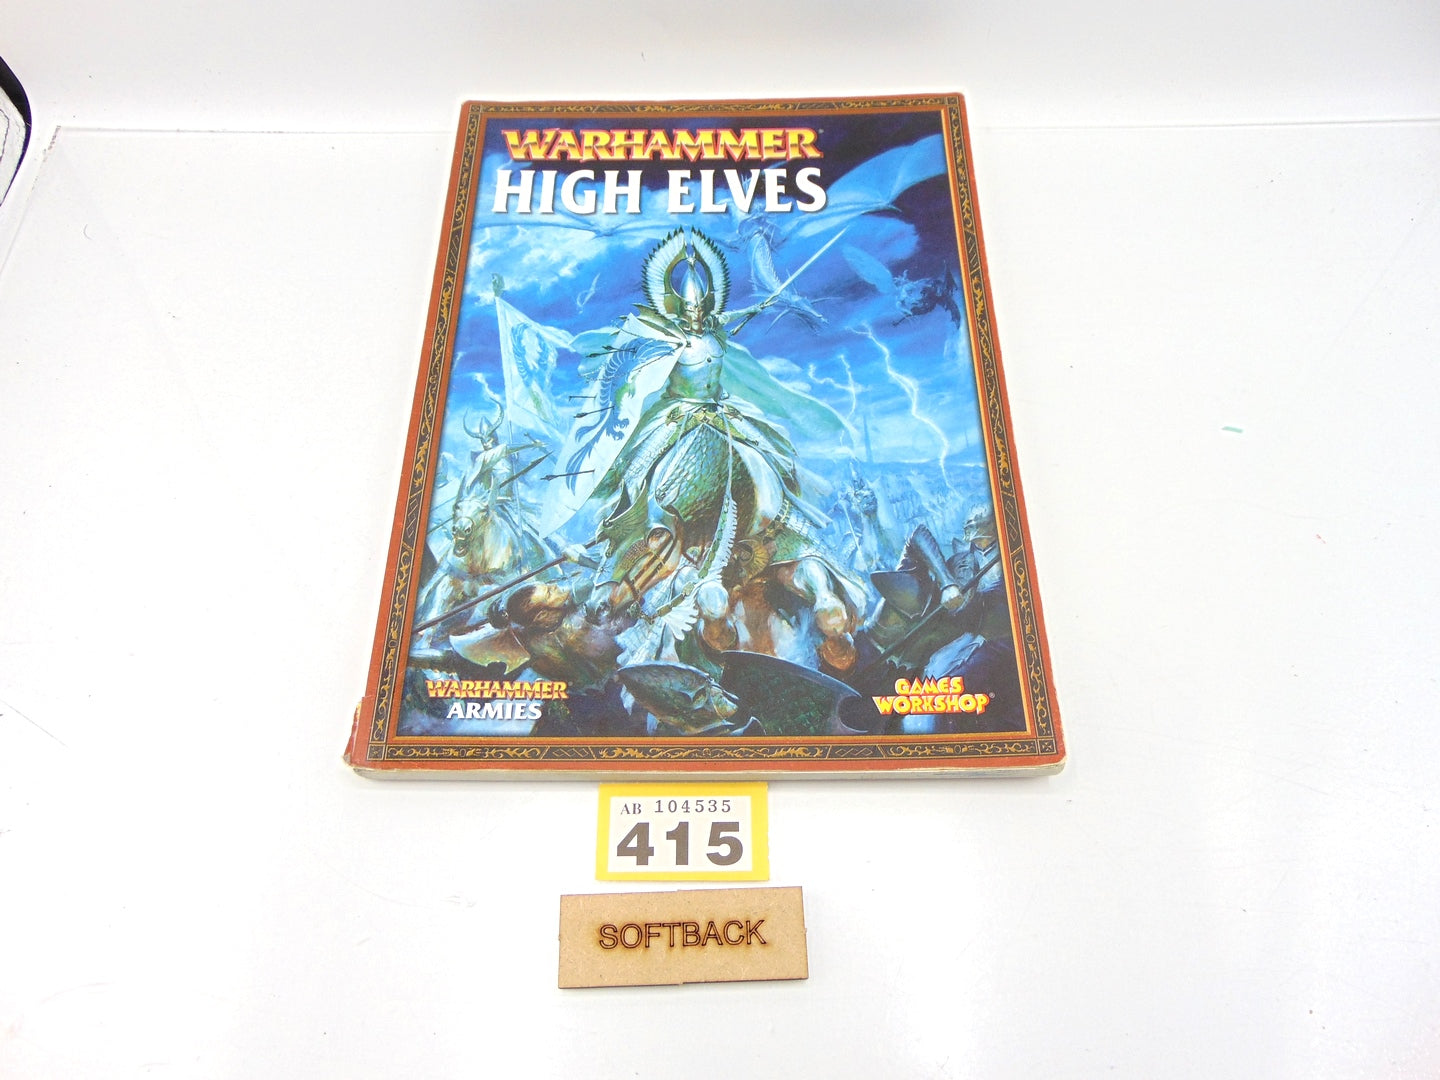 WARHAMMER
HIGH ELVES
WARHAMMER
ARMIES
GAMES
WORKSHOP
AB 104535
415
SOFTBACK